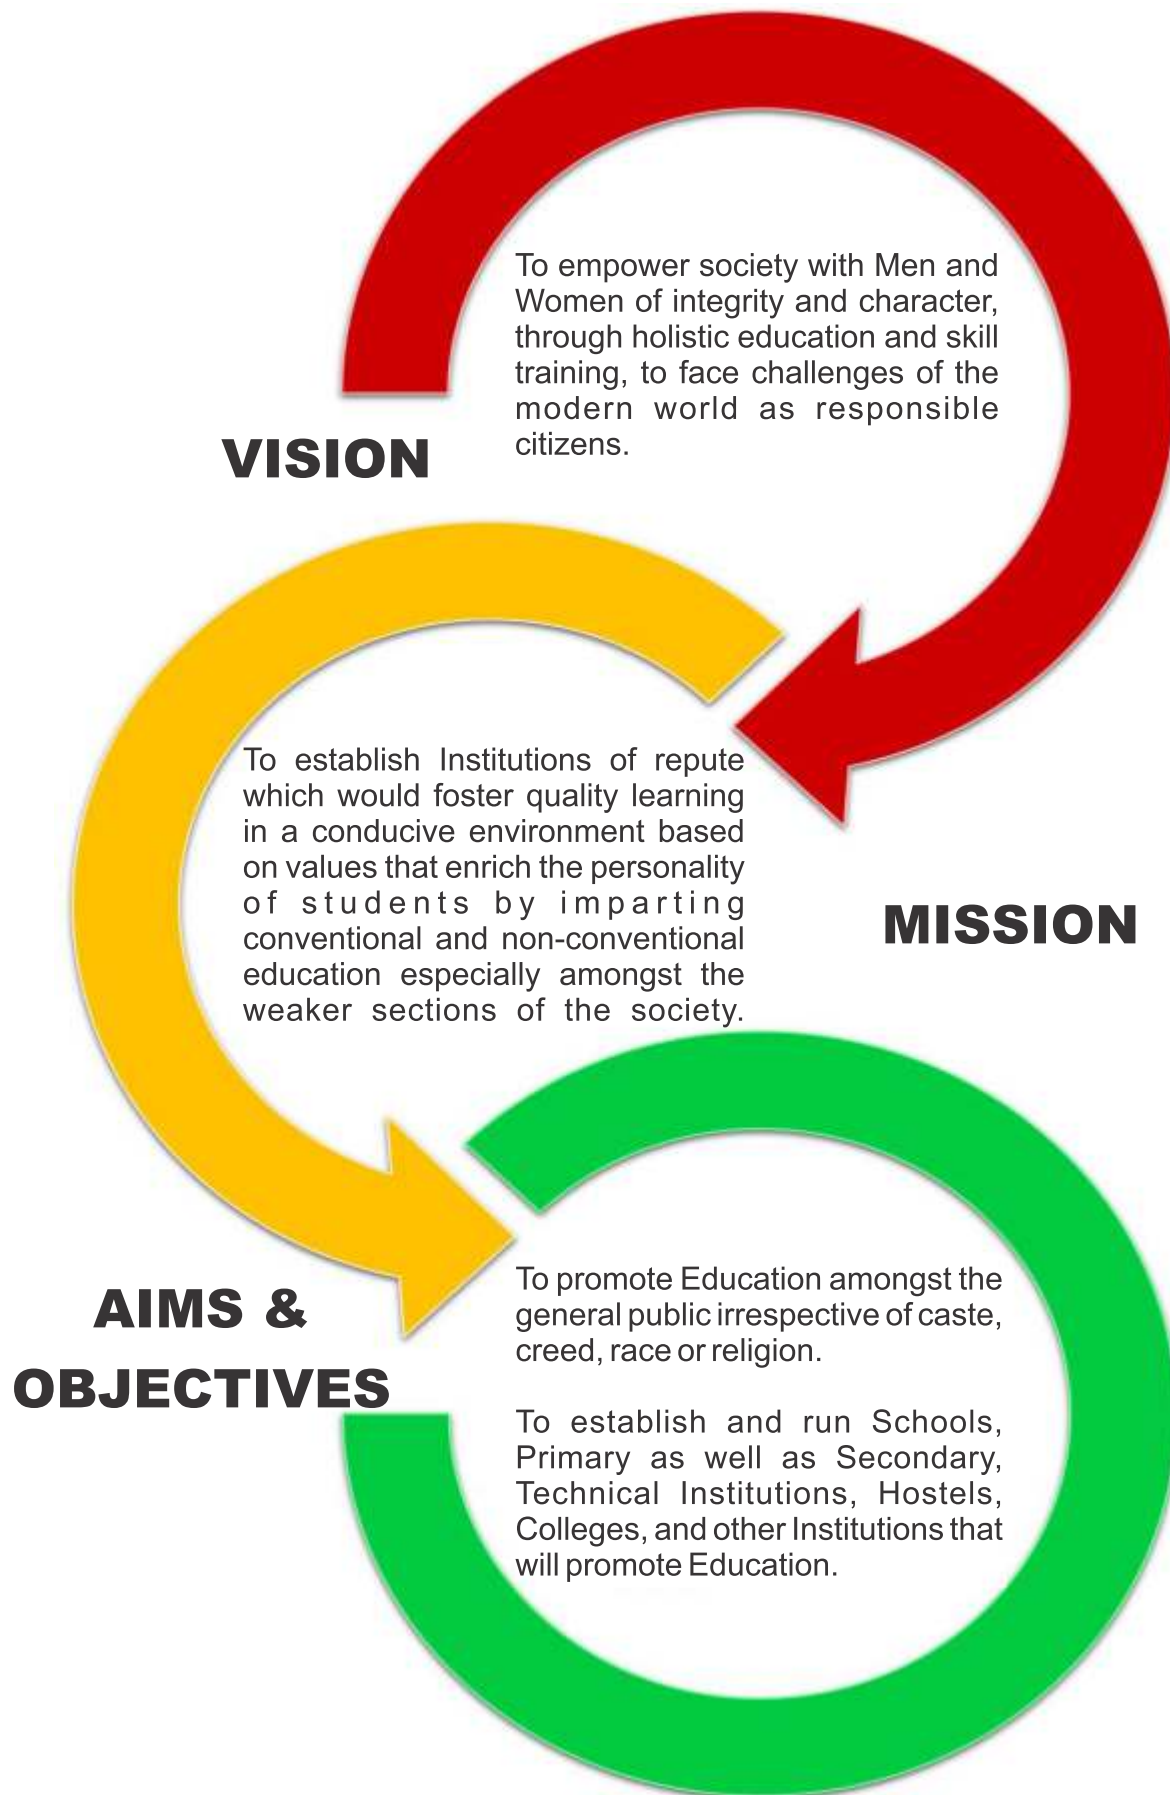 To empower society with Men and
Women of integrity and character,
through holistic education and skill
training, to face challenges of the
modern world as responsible
citizens.
VISION
To establish Institutions of repute
which would foster quality learning
in a conducive environment based
on values that enrich the personality
of students by imparting
conventional and non-conventional
education especially amongst the
weaker sections of the society.
MISSION
AIMS &
OBJECTIVES
To promote Education amongst the
general public irrespective of caste,
creed, race or religion.
To establish and run Schools,
Primary as well as Secondary,
Technical Institutions, Hostels,
Colleges, and other Institutions that
will promote Education.